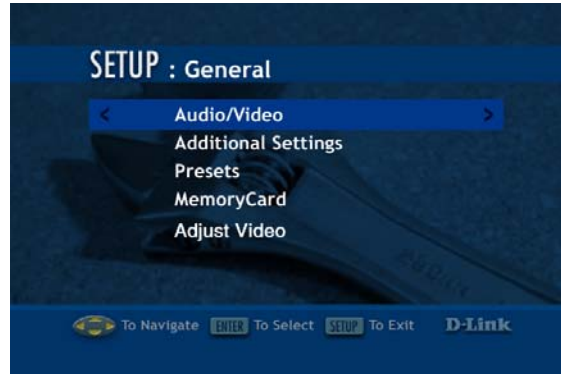 SETUP : General
< Audio/Video >
Additional Settings
Presets
MemoryCard
Adjust Video
To Navigate ENTER To Select SETUP To Exit D-Link